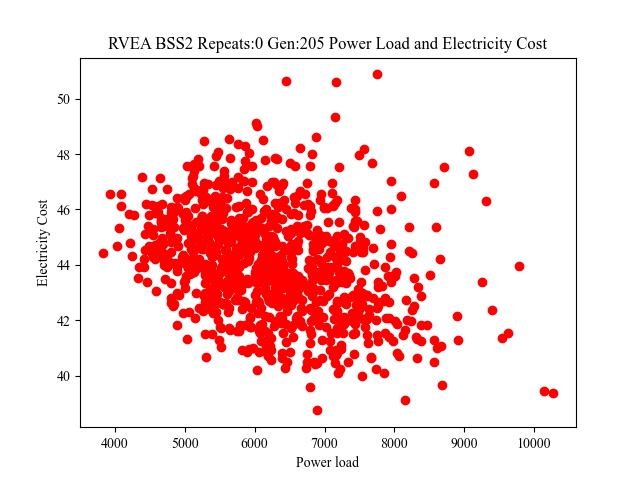 RVEA BSS2 Repeats:0 Gen:205 Power Load and Electricity Cost
50
48
46
44
42
40
Electricity Cost
4000 5000 6000 7000 8000 9000 10000
Power load